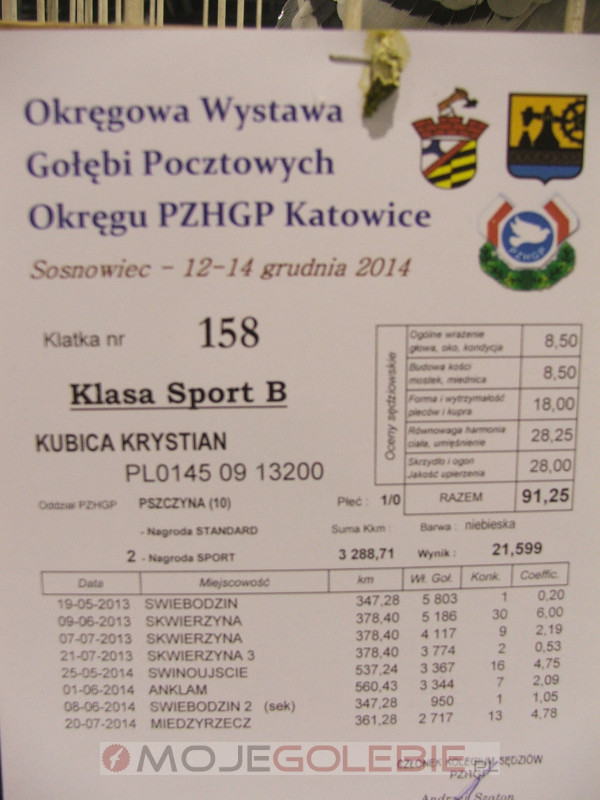 Okręgowa Wystawa
Gołębi Pocztowych
Okręgu PZHGP Katowice
PZHGP
Sosnowiec - 12-14 grudnia 2014
Klatka nr 158
Klasa Sport B
KUBICA KRYSTIAN
PL0145 09 13200
Oceny sędziowskie
Ogólne wrażenie głowa, oko, kondycja 8,50
Budowa kości mostek, miednica 8,50
Forma i wytrzymałość pleców i kupra 18,00
Równowaga harmonia ciała, umięśnienie 28,25
Skrzydło i ogon Jakość upierzenia 28,00
RAZEM 91,25
Oddział PZHGP PSZCZYNA (10) Płeć : 1/0
- Nagroda STANDARD Suma Kkm : Barwa : niebieska
2 - Nagroda SPORT 3 288,71 Wynik : 21,599
Data Miejscowość km Wł. Goł. Konk. Coeffic.
19-05-2013 SWIEBODZIN 347,28 5 803 1 0,20
09-06-2013 SKWIERZYNA 378,40 5 186 30 6,00
07-07-2013 SKWIERZYNA 378,40 4 117 9 2,19
21-07-2013 SKWIERZYNA 3 378,40 3 774 2 0,53
25-05-2014 SWINOUJSCIE 537,24 3 367 16 4,75
01-06-2014 ANKLAM 560,43 3 344 7 2,09
08-06-2014 SWIEBODZIN 2 (sek) 347,28 950 1 1,05
20-07-2014 MIEDZYRZECZ 361,28 2 717 13 4,78
MOJEGOLEBIE.PL
CZŁONEK KOLEGIUM SĘDZIÓW
PZHGP
Andrzej Szoton